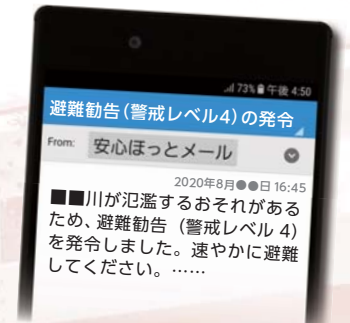 73% 午後 4:50
避難勧告(警戒レベル4)の発令
From: 安心ほっとメール
2020年8月●●日 16:45
■■川が氾濫するおそれがある
ため、避難勧告(警戒レベル 4)
を発令しました。速やかに避難
してください。……